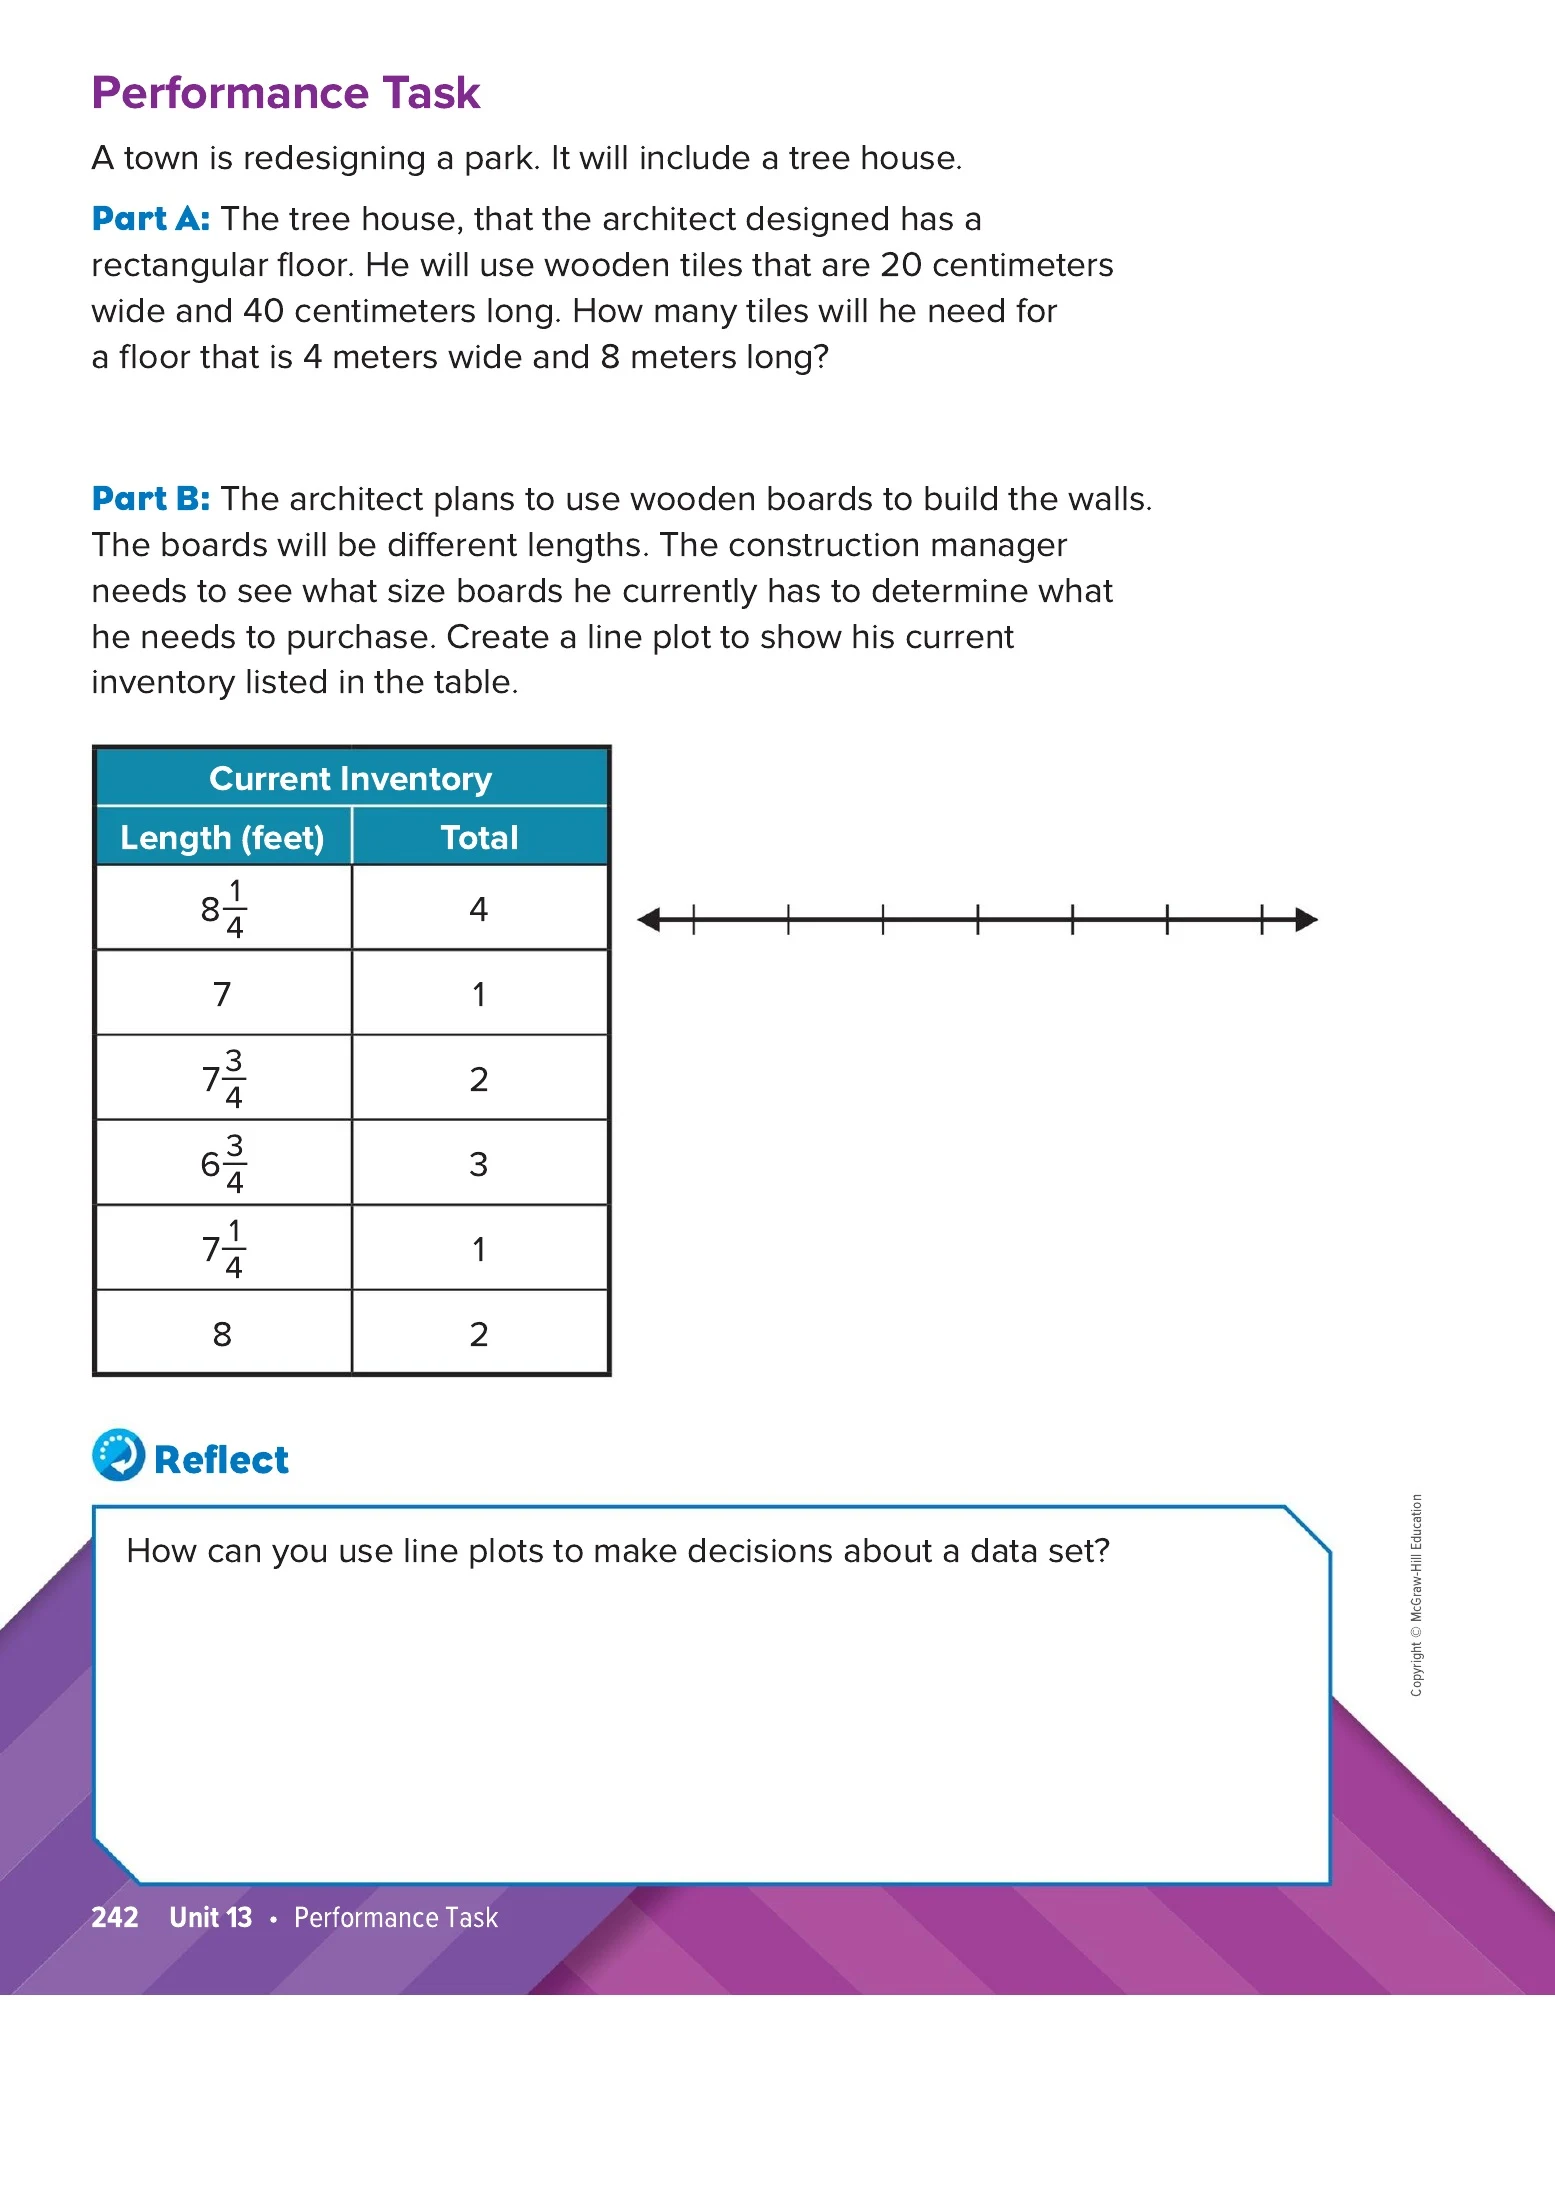 Performance Task
A town is redesigning a park. It will include a tree house.
Part A: The tree house, that the architect designed has a
rectangular floor. He will use wooden tiles that are 20 centimeters
wide and 40 centimeters long. How many tiles will he need for
a floor that is 4 meters wide and 8 meters long?
Part B: The architect plans to use wooden boards to build the walls.
The boards will be different lengths. The construction manager
needs to see what size boards he currently has to determine what
he needs to purchase. Create a line plot to show his current
inventory listed in the table.
Current Inventory
Length (feet) Total
8 1/4 4
7 1
7 3/4 2
6 3/4 3
7 1/4 1
8 2
Reflect
How can you use line plots to make decisions about a data set?
Copyright © McGraw-Hill Education
242 Unit 13 • Performance Task